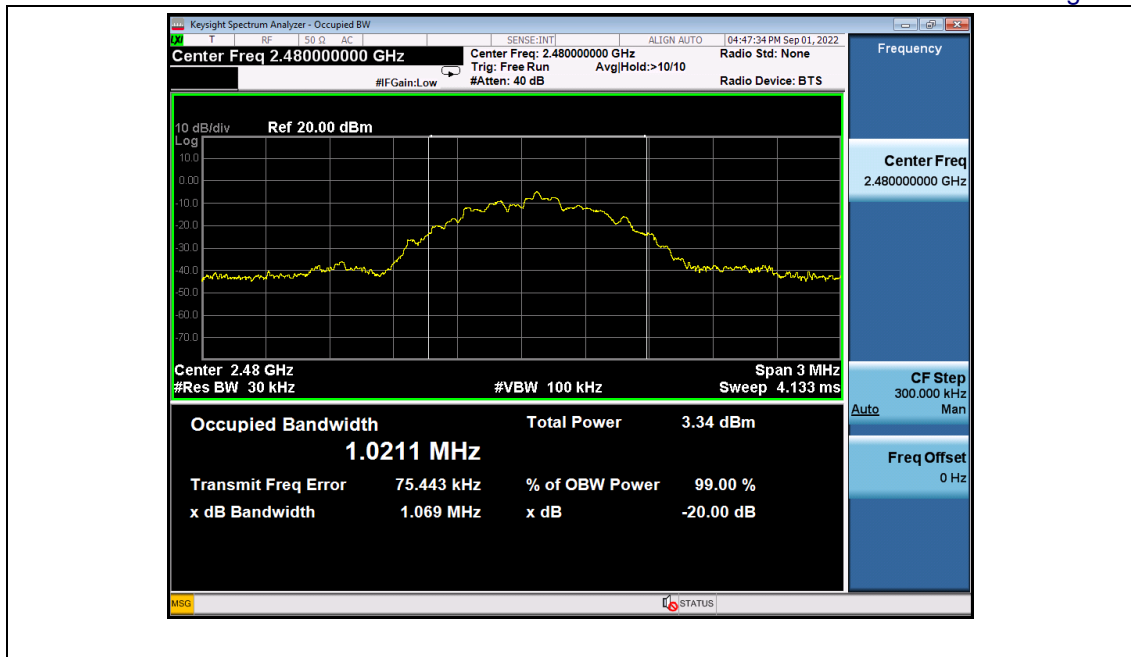 Keysight Spectrum Analyzer - Occupied BW
LXI T RF 50 Ω AC SENSE:INT ALIGN AUTO 04:47:34 PM Sep 01, 2022
Center Freq 2.480000000 GHz
Center Freq: 2.480000000 GHz Radio Std: None
Trig: Free Run Avg|Hold:>10/10
#IFGain:Low #Atten: 40 dB Radio Device: BTS
Frequency
10 dB/div Ref 20.00 dBm
Log
10.0
0.00
-10.0
-20.0
-30.0
-40.0
-50.0
-60.0
-70.0
Center 2.48 GHz Span 3 MHz
#Res BW 30 kHz #VBW 100 kHz Sweep 4.133 ms
Center Freq
2.480000000 GHz
CF Step
300.000 kHz
Auto Man
Freq Offset
0 Hz
Occupied Bandwidth Total Power 3.34 dBm
1.0211 MHz
Transmit Freq Error 75.443 kHz % of OBW Power 99.00 %
x dB Bandwidth 1.069 MHz x dB -20.00 dB
MSG STATUS